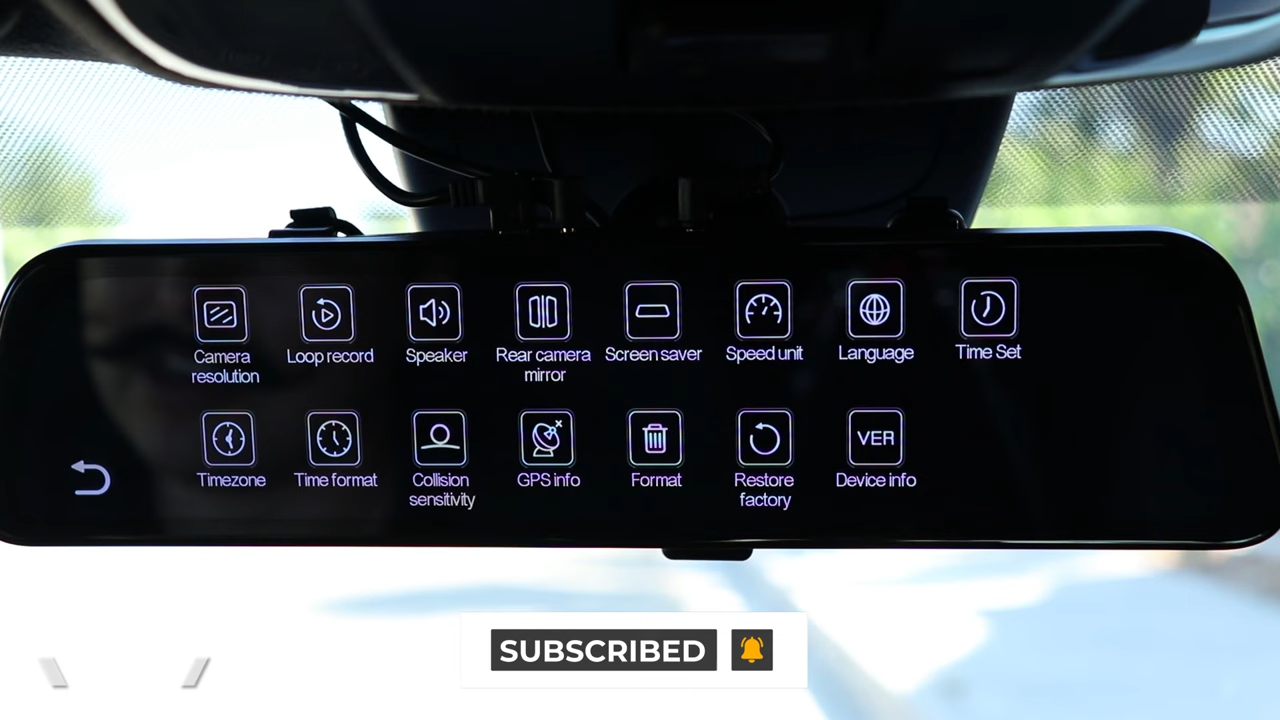 Camera resolution
Loop record
Speaker
Rear camera mirror
Screen saver
Speed unit
Language
Time Set
Timezone
Time format
Collision sensitivity
GPS info
Format
Restore factory
VER
Device info
SUBSCRIBED